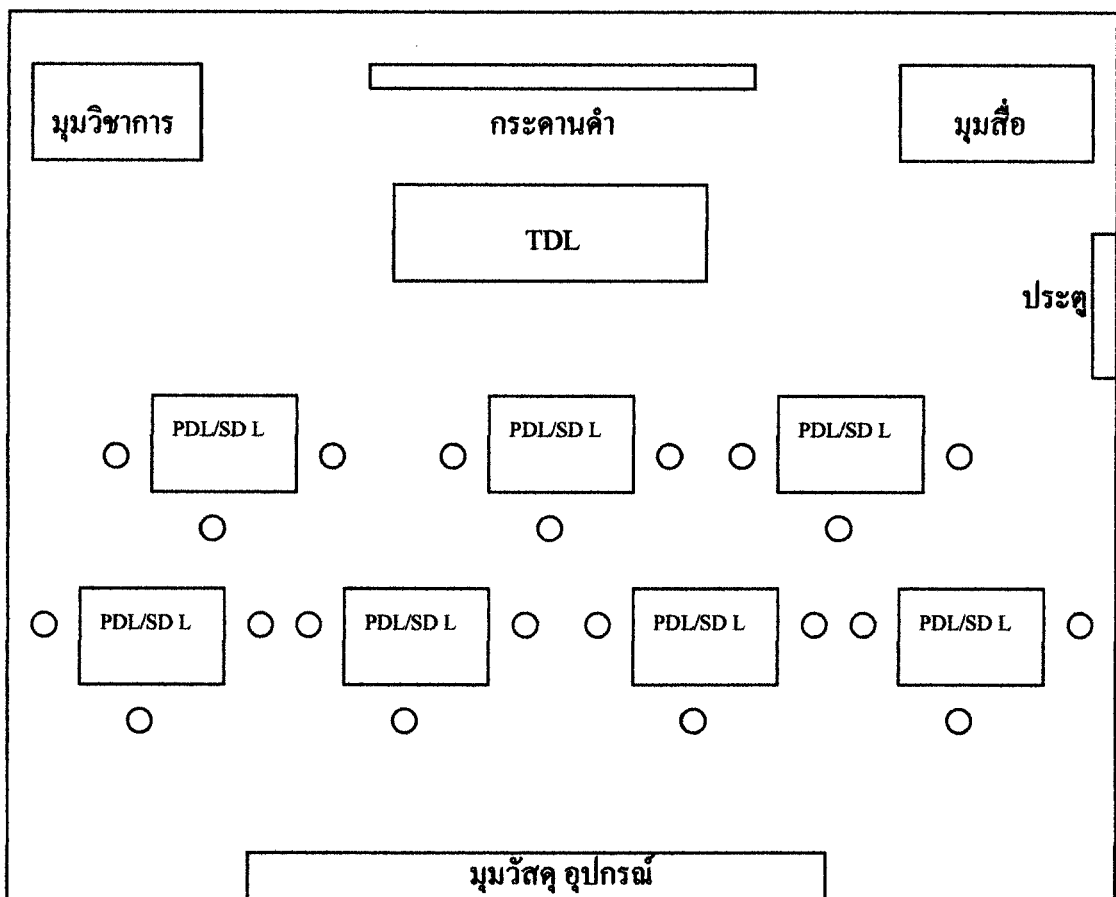 มุมวิชาการ
กระดานดำ
มุมสื่อ
TDL
ประตู
PDL/SD L
PDL/SD L
PDL/SD L
PDL/SD L
PDL/SD L
PDL/SD L
PDL/SD L
มุมวัสดุ อุปกรณ์